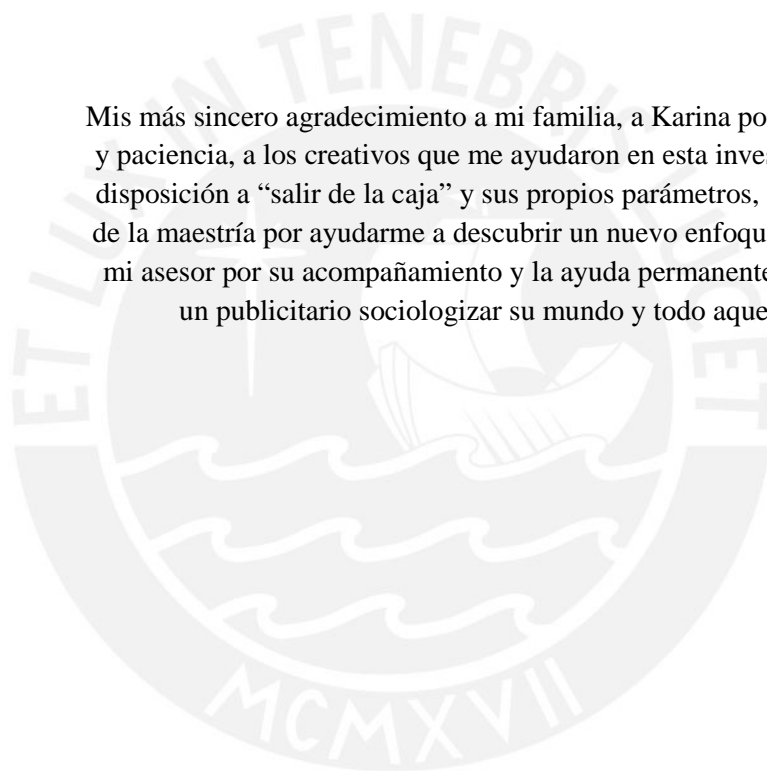 ET LUX IN TENEBRIS LUCET
Mis más sincero agradecimiento a mi familia, a Karina po
y paciencia, a los creativos que me ayudaron en esta inves
disposición a “salir de la caja” y sus propios parámetros,
de la maestría por ayudarme a descubrir un nuevo enfoqu
mi asesor por su acompañamiento y la ayuda permanente
un publicitario sociologizar su mundo y todo aque
MCMXVII